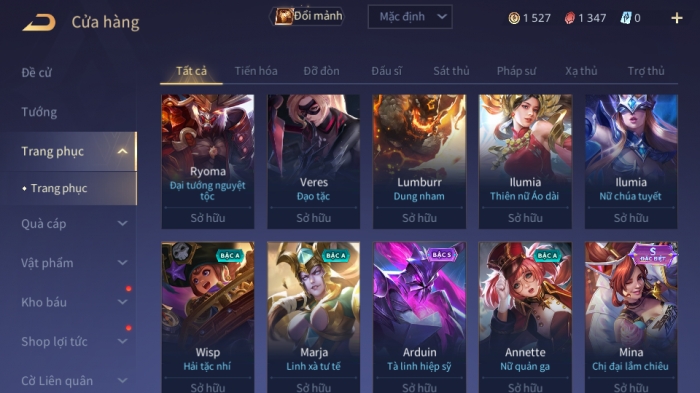 Cửa hàng
Đổi mảnh
Mặc định
1 527
1 347
0
Đề cử
Tướng
Trang phục
Trang phục
Quà cáp
Vật phẩm
Kho báu
Shop lợi tức
Cờ Liên quân
Tất cả
Tiến hóa
Đỡ đòn
Đấu sĩ
Sát thủ
Pháp sư
Xạ thủ
Trợ thủ
Ryoma
Đại tướng nguyệt
tộc
Sở hữu
Veres
Đạo tặc
Sở hữu
Lumburr
Dung nham
Sở hữu
Ilumia
Thiên nữ Áo dài
Sở hữu
Ilumia
Nữ chúa tuyết
Sở hữu
BẬC A
Wisp
Hải tặc nhí
Sở hữu
BẬC A
Marja
Linh xà tư tế
Sở hữu
BẬC S
Arduin
Tà linh hiệp sỹ
Sở hữu
BẬC A
Annette
Nữ quản ga
Sở hữu
S
ĐẶC BIỆT
Mina
Chị đại lắm chiêu
Sở hữu